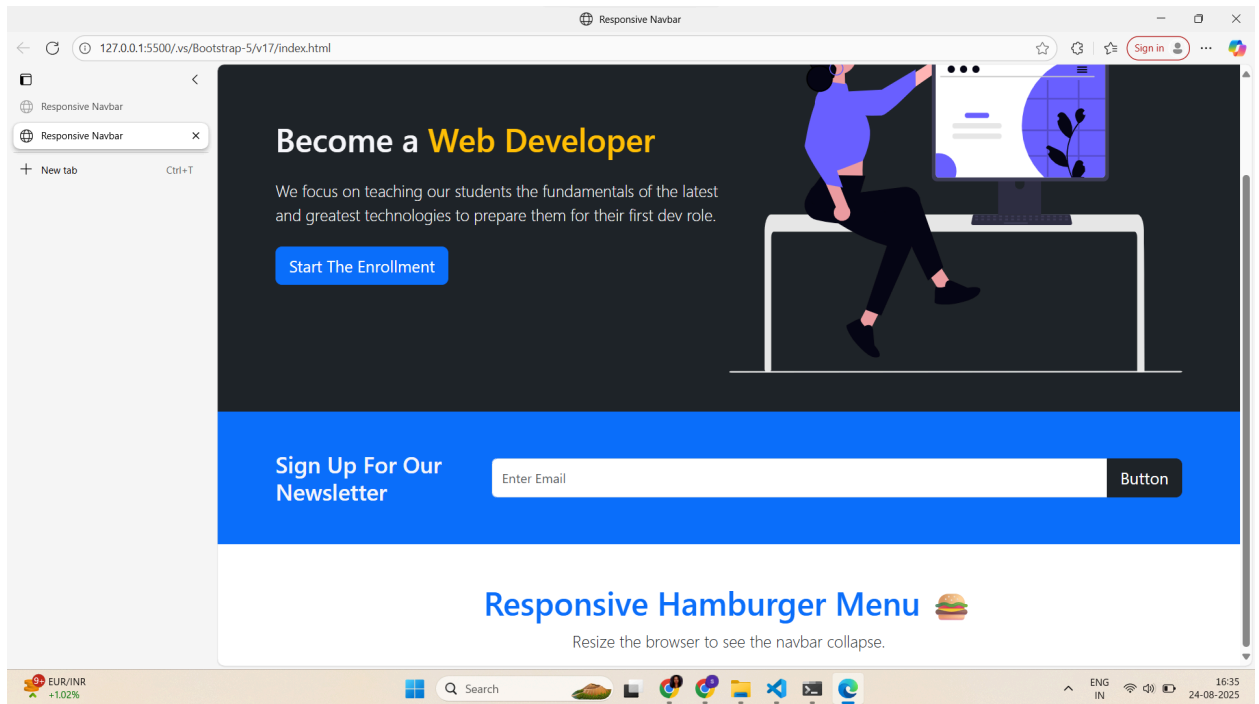 Responsive Navbar
127.0.0.1:5500/.vs/Bootstrap-5/v17/index.html
Sign in
Responsive Navbar
Responsive Navbar
New tab Ctrl+T
Become a Web Developer
We focus on teaching our students the fundamentals of the latest
and greatest technologies to prepare them for their first dev role.
Start The Enrollment
Sign Up For Our
Newsletter
Enter Email
Button
Responsive Hamburger Menu 🍔
Resize the browser to see the navbar collapse.
9+
EUR/INR
+1.02%
Search
ENG
IN
16:35
24-08-2025